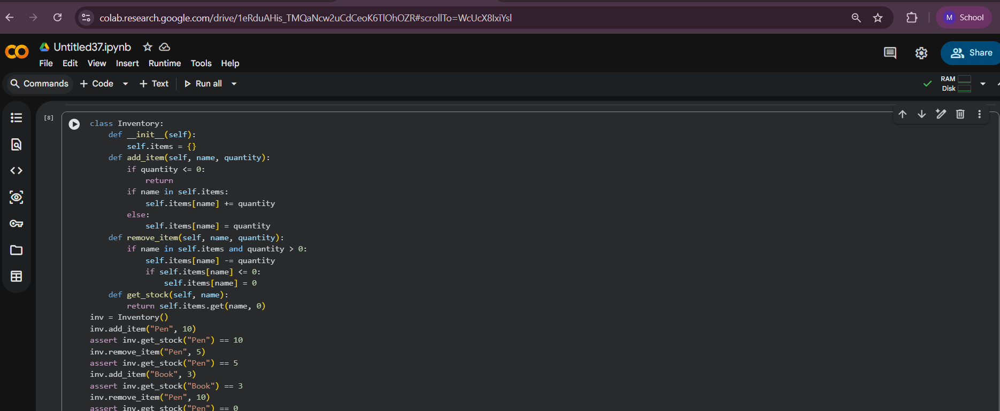 colab.research.google.com/drive/1eRduAHis_TMQaNcw2uCdCeoK6TlOhOZR#scrollTo=WcUcX8IxiYsl
M School
CO Untitled37.ipynb
File Edit View Insert Runtime Tools Help
Share
Commands + Code + Text Run all
RAM
Disk
[8]
class Inventory:
    def __init__(self):
        self.items = {}
    def add_item(self, name, quantity):
        if quantity <= 0:
            return
        if name in self.items:
            self.items[name] += quantity
        else:
            self.items[name] = quantity
    def remove_item(self, name, quantity):
        if name in self.items and quantity > 0:
            self.items[name] -= quantity
            if self.items[name] <= 0:
                self.items[name] = 0
    def get_stock(self, name):
        return self.items.get(name, 0)
inv = Inventory()
inv.add_item("Pen", 10)
assert inv.get_stock("Pen") == 10
inv.remove_item("Pen", 5)
assert inv.get_stock("Pen") == 5
inv.add_item("Book", 3)
assert inv.get_stock("Book") == 3
inv.remove_item("Pen", 10)
assert inv.get_stock("Pen") == 0